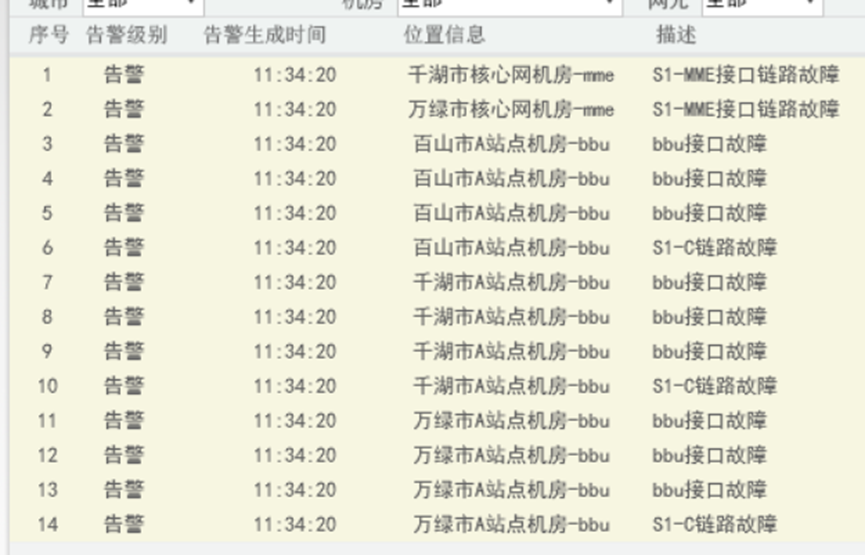 城市 全部 机房 全部 网元 全部
序号 告警级别 告警生成时间 位置信息 描述
1 告警 11:34:20 千湖市核心网机房-mme S1-MME接口链路故障
2 告警 11:34:20 万绿市核心网机房-mme S1-MME接口链路故障
3 告警 11:34:20 百山市A站点机房-bbu bbu接口故障
4 告警 11:34:20 百山市A站点机房-bbu bbu接口故障
5 告警 11:34:20 百山市A站点机房-bbu bbu接口故障
6 告警 11:34:20 百山市A站点机房-bbu S1-C链路故障
7 告警 11:34:20 千湖市A站点机房-bbu bbu接口故障
8 告警 11:34:20 千湖市A站点机房-bbu bbu接口故障
9 告警 11:34:20 千湖市A站点机房-bbu bbu接口故障
10 告警 11:34:20 千湖市A站点机房-bbu S1-C链路故障
11 告警 11:34:20 万绿市A站点机房-bbu bbu接口故障
12 告警 11:34:20 万绿市A站点机房-bbu bbu接口故障
13 告警 11:34:20 万绿市A站点机房-bbu bbu接口故障
14 告警 11:34:20 万绿市A站点机房-bbu S1-C链路故障